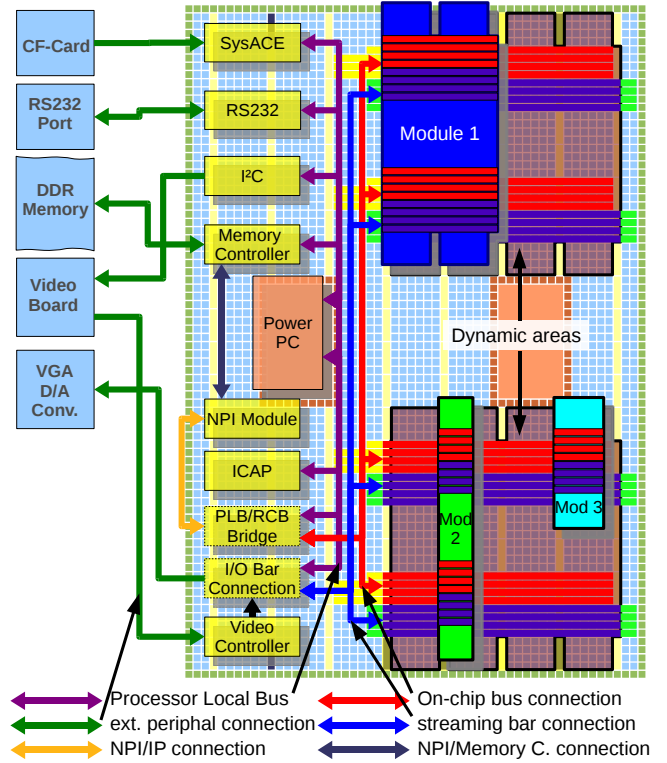 CF-Card
SysACE
RS232
Port
RS232
Module 1
DDR
Memory
I²C
Memory
Controller
Video
Board
Power
PC
Dynamic areas
VGA
D/A
Conv.
NPI Module
ICAP
PLB/RCB
Bridge
Mod
2
Mod 3
I/O Bar
Connection
Video
Controller
Processor Local Bus
On-chip bus connection
ext. periphal connection
streaming bar connection
NPI/IP connection
NPI/Memory C. connection